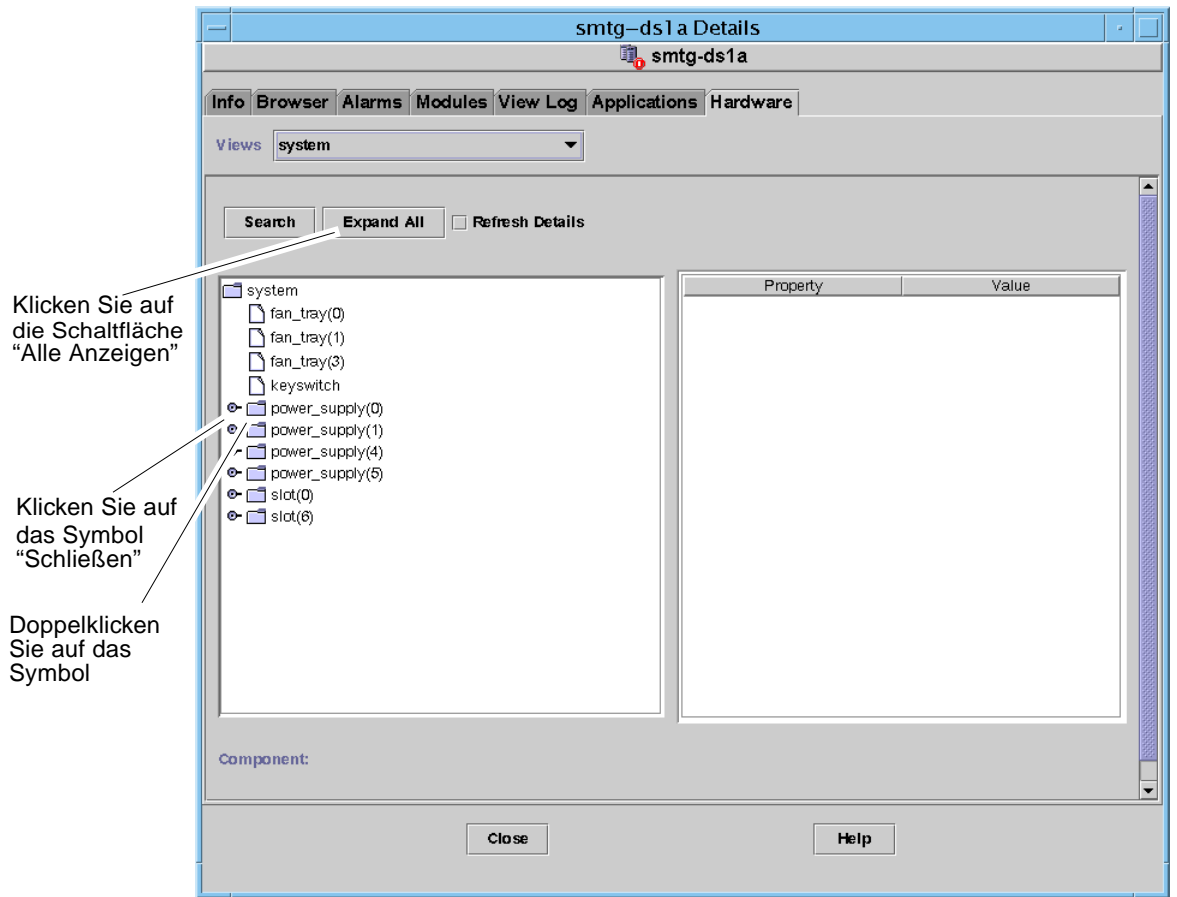 smtg-ds1a Details
smtg-ds1a
Info Browser Alarms Modules View Log Applications Hardware
Views system
Search Expand All Refresh Details
Klicken Sie auf
die Schaltfläche
“Alle Anzeigen”
system
fan_tray(0)
fan_tray(1)
fan_tray(3)
keyswitch
power_supply(0)
power_supply(1)
power_supply(4)
power_supply(5)
slot(0)
slot(6)
Property Value
Klicken Sie auf
das Symbol
“Schließen”
Doppelklicken
Sie auf das
Symbol
Component:
Close Help